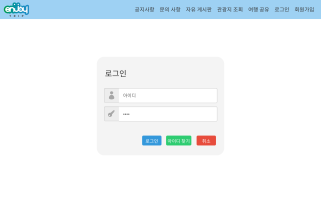 enjoy
TRIP
공지사항 문의 사항 자유 게시판 관광지 조회 여행 공유 로그인 회원가입
로그인
아이디
••••
로그인 아이디 찾기 취소